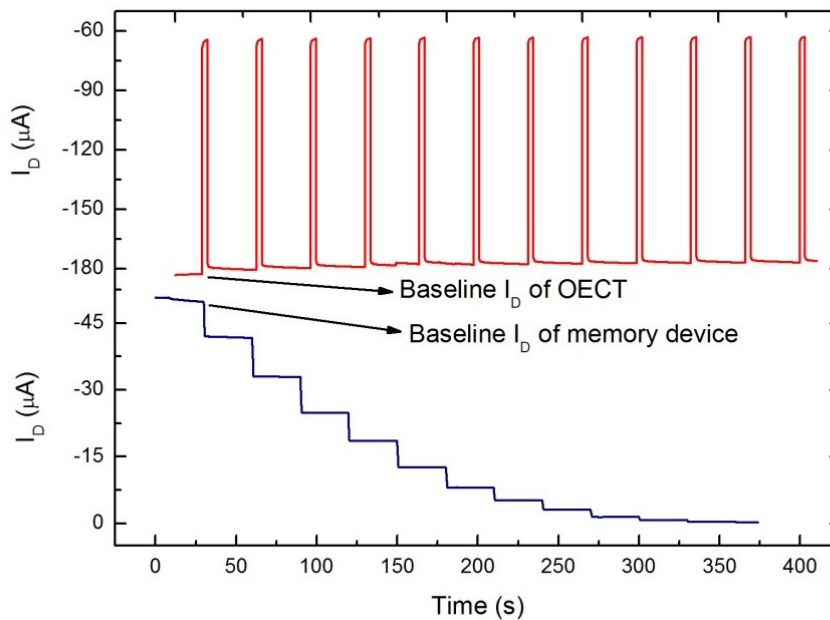 -60
-90
-120
-150
-180
I_D (μA)
Baseline I_D of OECT
Baseline I_D of memory device
-45
-30
-15
0
I_D (μA)
0 50 100 150 200 250 300 350 400
Time (s)